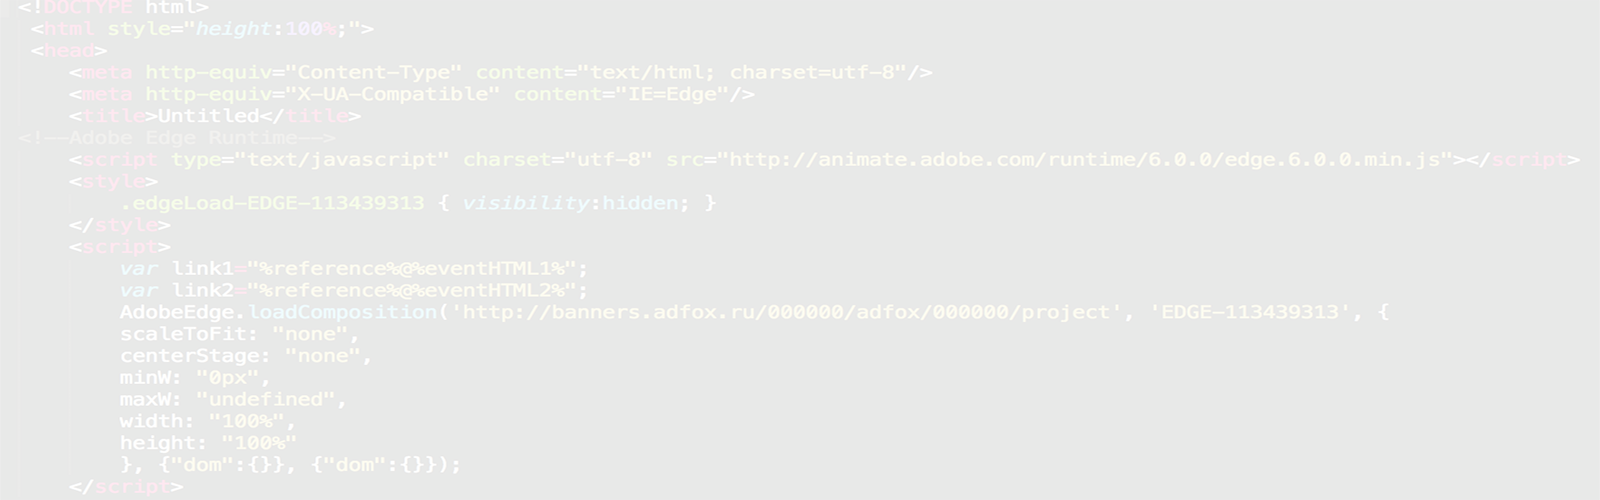 <!DOCTYPE html>
<html style="height:100%;">
<head>
<meta http-equiv="Content-Type" content="text/html; charset=utf-8"/>
<meta http-equiv="X-UA-Compatible" content="IE=Edge"/>
<title>Untitled</title>
<!--Adobe Edge Runtime-->
<script type="text/javascript" charset="utf-8" src="http://animate.adobe.com/runtime/6.0.0/edge.6.0.0.min.js"></script>
<style>
.edgeLoad-EDGE-113439313 { visibility:hidden; }
</style>
<script>
var link1="%reference%@%eventHTML1%";
var link2="%reference%@%eventHTML2%";
AdobeEdge.loadComposition('http://banners.adfox.ru/000000/adfox/000000/project', 'EDGE-113439313', {
scaleToFit: "none",
centerStage: "none",
minW: "0px",
maxW: "undefined",
width: "100%",
height: "100%"
}, {"dom":{}}, {"dom":{}});
</script>